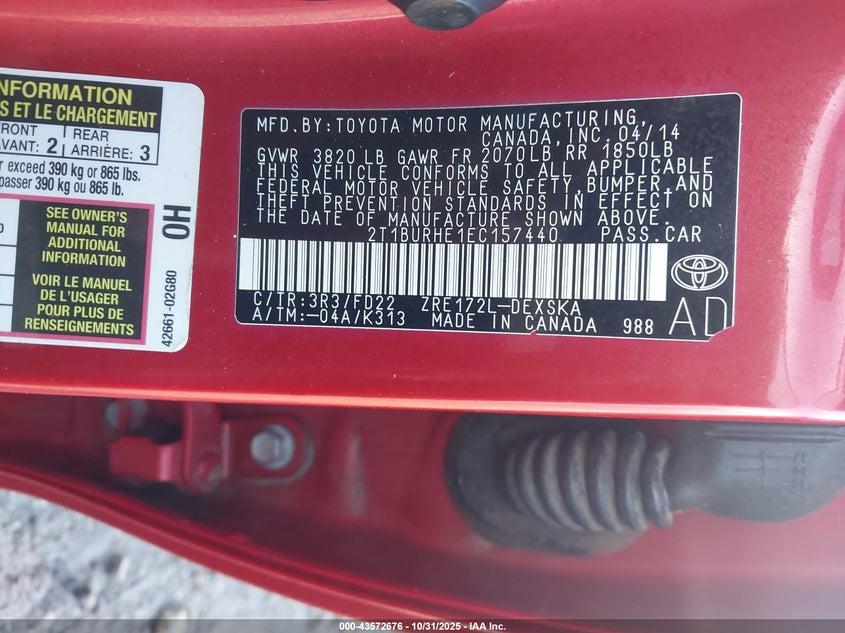 INFORMATION
S ET LE CHARGEMENT
FRONT
AVANT: 2
REAR
ARRIÈRE: 3
r exceed 390 kg or 865 lbs.
passer 390 kg ou 865 lb.
SEE OWNER'S
MANUAL FOR
ADDITIONAL
INFORMATION
VOIR LE MANUEL
DE L'USAGER
POUR PLUS DE
RENSEIGNEMENTS
HO
42661-02G80
MFD.BY:TOYOTA MOTOR MANUFACTURING,
CANADA,INC. 04/14
GVWR 3820 LB GAWR FR 2070LB RR 1850LB
THIS VEHICLE CONFORMS TO ALL APPLICABLE
FEDERAL MOTOR VEHICLE SAFETY,BUMPER,AND
THEFT PREVENTION STANDARDS IN EFFECT ON
THE DATE OF MANUFACTURE SHOWN ABOVE.
2T1BURHE1EC157440 PASS.CAR
C/TR:3R3/FD22 ZRE172L-DEXSKA
A/TM:-04A/K313 MADE IN CANADA 988
AD
000-43572676 • 10/31/2025 • IAA Inc.